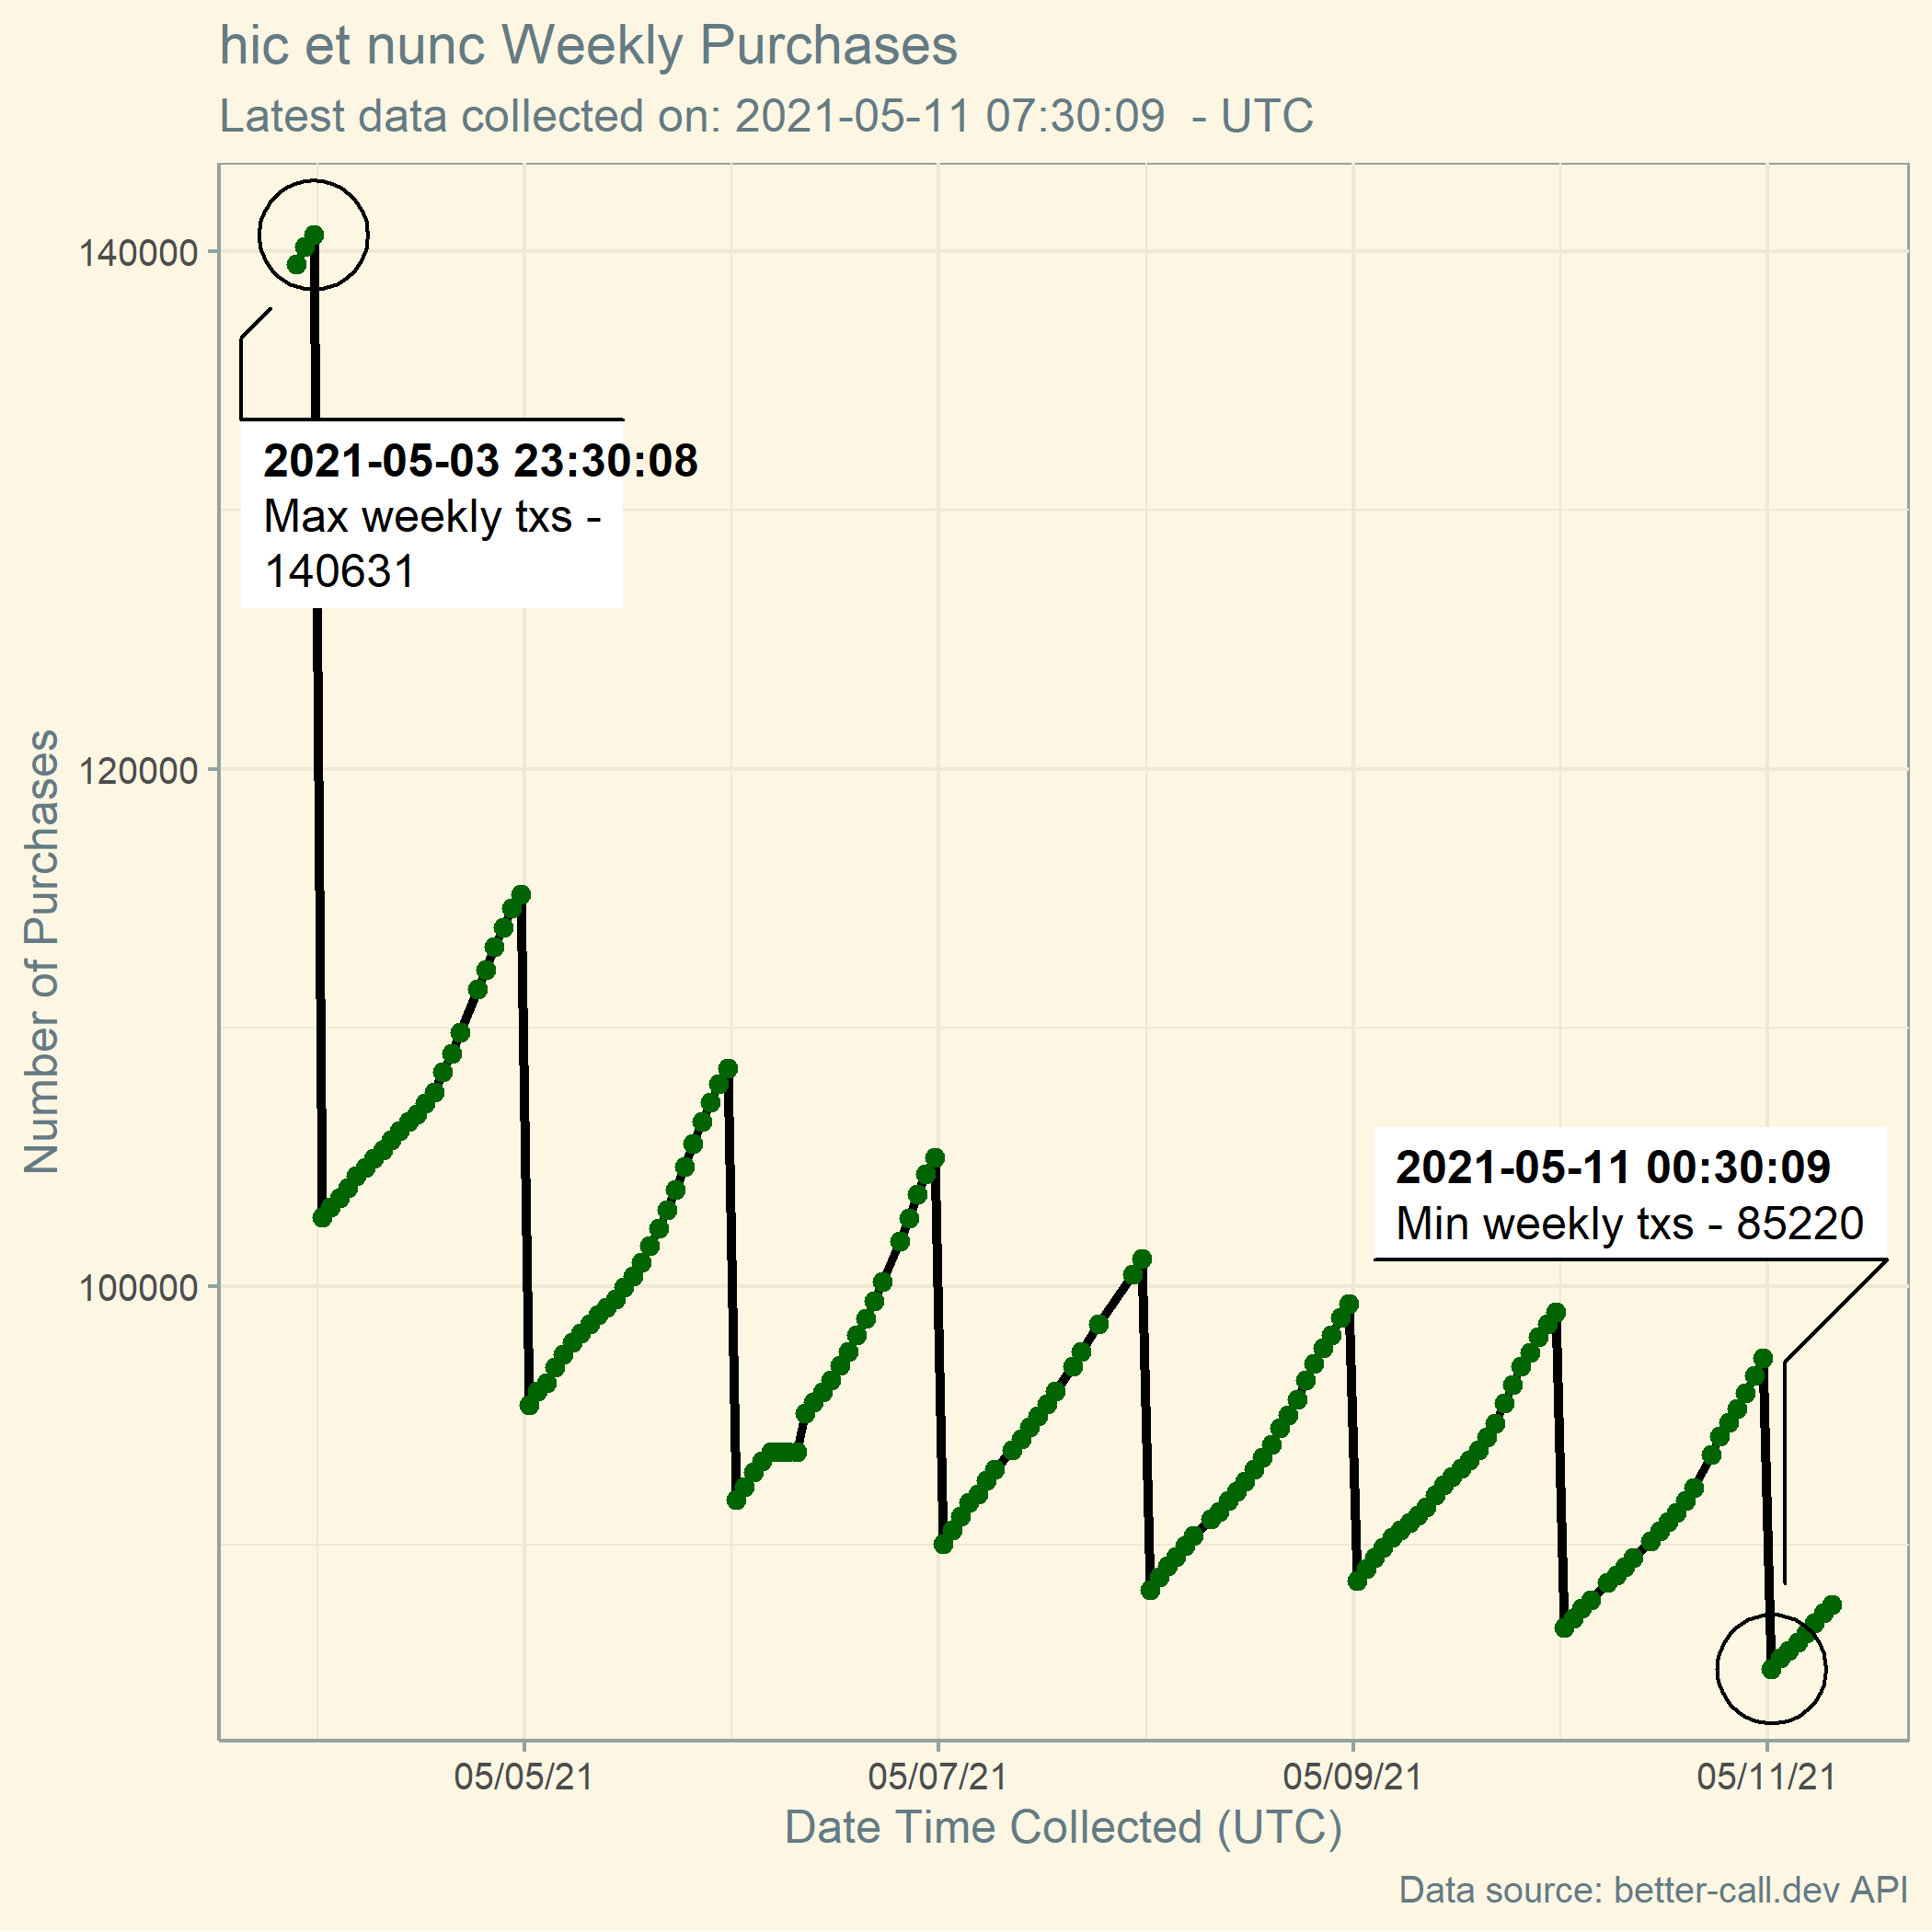 hic et nunc Weekly Purchases
Latest data collected on: 2021-05-11 07:30:09  - UTC
140000
2021-05-03 23:30:08
Max weekly txs -
140631
120000
Number of Purchases
2021-05-11 00:30:09
Min weekly txs - 85220
100000
05/05/21
05/07/21
05/09/21
05/11/21
Date Time Collected (UTC)
Data source: better-call.dev API